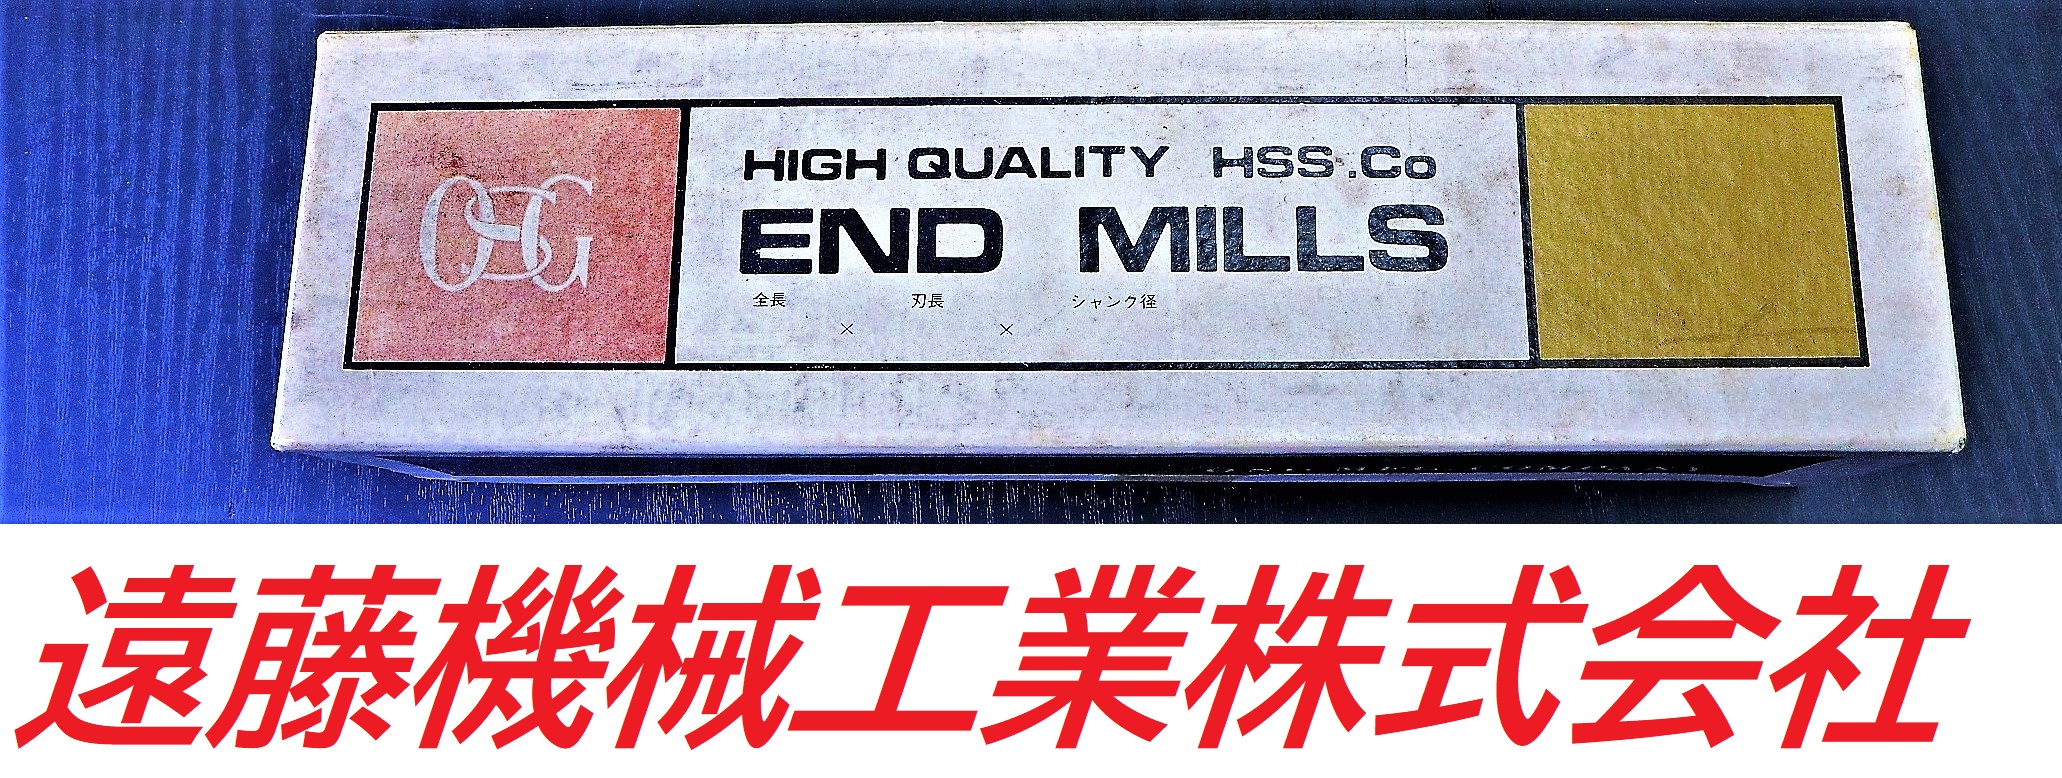 OSG
HIGH QUALITY HSS.Co
END MILLS
全長 刃長 シャンク径
× ×
遠藤機械工業株式会社